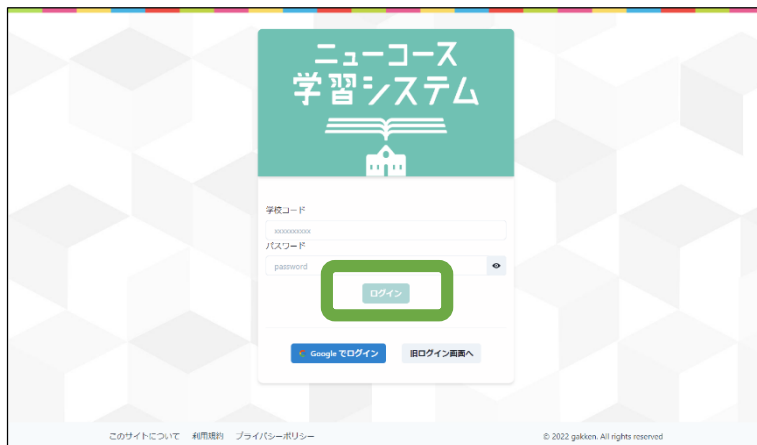 ニューコース
学習システム
学校コード
xxxxxxxxxx
パスワード
password
ログイン
Google でログイン 旧ログイン画面へ
このサイトについて 利用規約 プライバシーポリシー © 2022 gakken. All rights reserved